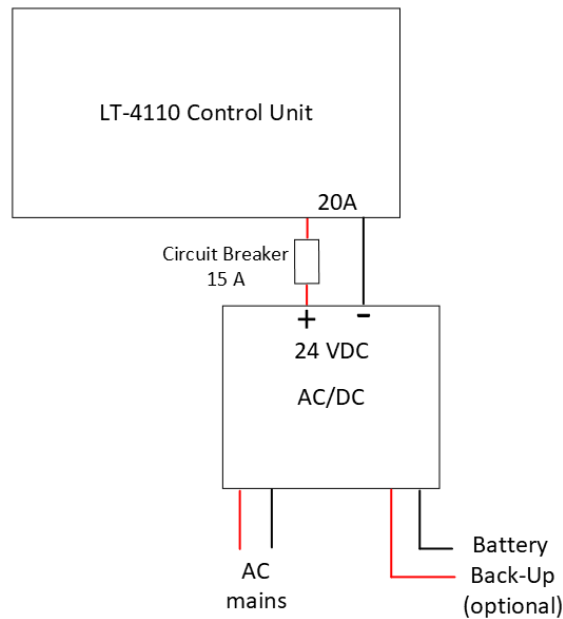 LT-4110 Control Unit
20A
Circuit Breaker
15 A
+ -
24 VDC
AC/DC
AC
mains
Battery
Back-Up
(optional)